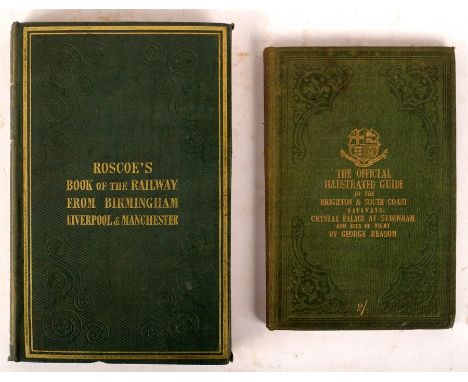 ROSCOE'S
BOOK OF THE RAILWAY
FROM BIRMINGHAM
LIVERPOOL & MANCHESTER
THE OFFICIAL
ILLUSTRATED GUIDE
TO THE
BRIGHTON & SOUTH COAST
RAILWAYS.
CRYSTAL PALACE AT SYDENHAM
AND ISLE OF WIGHT
BY GEORGE MEASOM
2/